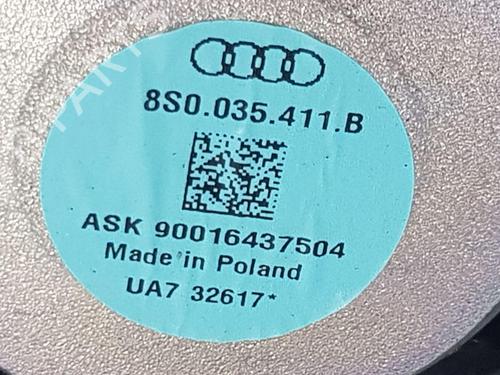 8S0.035.411.B
ASK 90016437504
Made in Poland
UA7 32617*